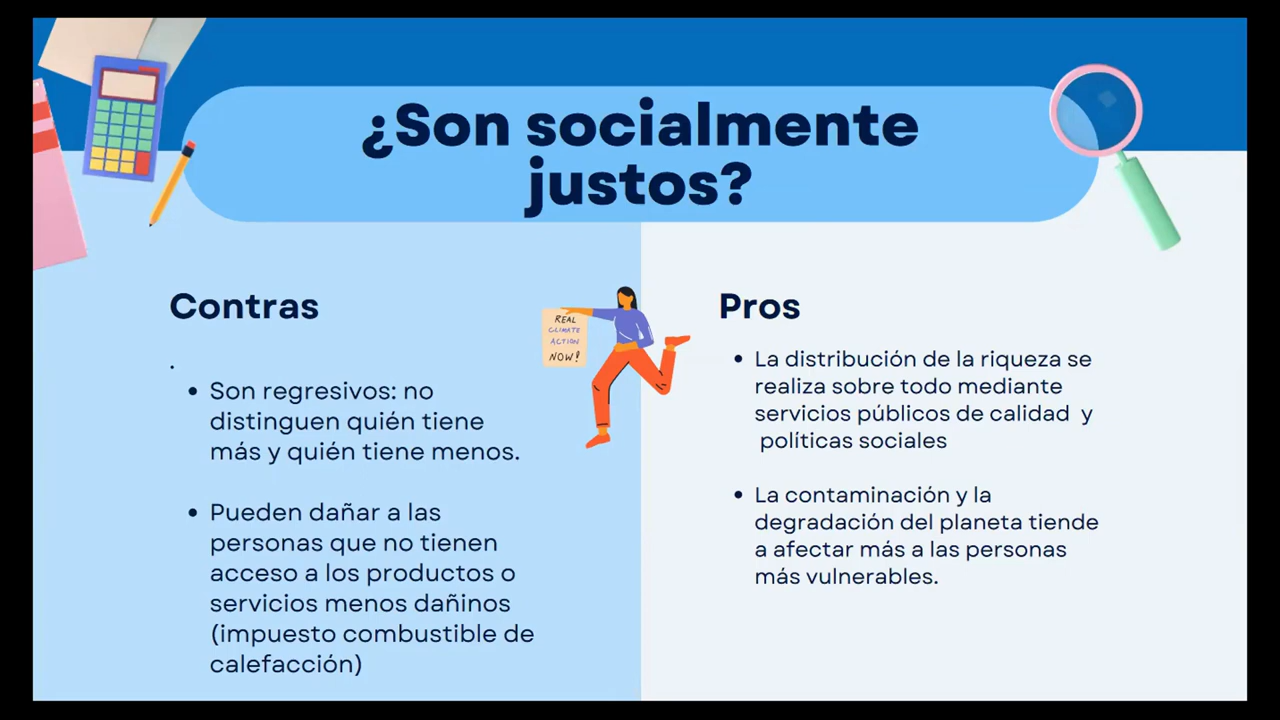 ¿Son socialmente
justos?
Contras
.
• Son regresivos: no
distinguen quién tiene
más y quién tiene menos.
• Pueden dañar a las
personas que no tienen
acceso a los productos o
servicios menos dañinos
(impuesto combustible de
calefacción)
REAL
CLIMATE
ACTION
NOW!
Pros
• La distribución de la riqueza se
realiza sobre todo mediante
servicios públicos de calidad  y
políticas sociales
• La contaminación y la
degradación del planeta tiende
a afectar más a las personas
más vulnerables.